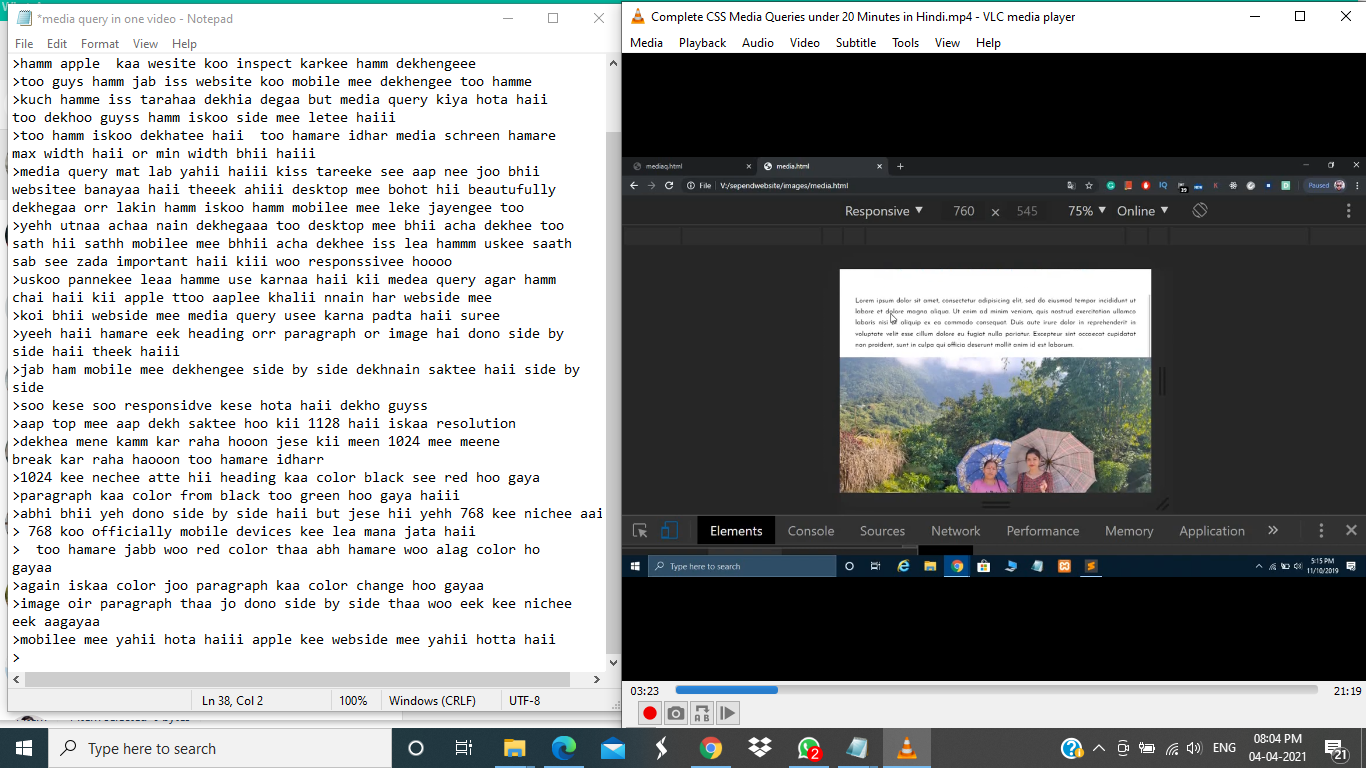 *media query in one video - Notepad
File Edit Format View Help
>hamm apple  kaa wesite koo inspect karkee hamm dekhengeee
>too guys hamm jab iss website koo mobile mee dekhengee too hamme
>kuch hamme iss tarahaa dekhia degaa but media query kiya hota haii
too dekhoo guyss hamm iskoo side mee letee haiii
>too hamm iskoo dekhatee haii  too hamare idhar media schreen hamare
max width haii or min width bhii haiii
>media query mat lab yahii haiii kiss tareeke see aap nee joo bhii
websitee banayaa haii theeek ahiii desktop mee bohot hii beautufully
dekhegaa orr lakin hamm iskoo hamm mobilee mee leke jayengee too
>yehh utnaa achaa nain dekhegaaa too desktop mee bhii acha dekhee too
sath hii sathh mobilee mee bhhii acha dekhee iss lea hammm uskee saath
sab see zada important haii kiii woo responssivee hoooo
>uskoo pannekee leaa hamme use karnaa haii kii medea query agar hamm
chai haii kii apple ttoo aaplee khalii nnain har webside mee
>koi bhii webside mee media query usee karna padta haii suree
>yeeh haii hamare eek heading orr paragraph or image hai dono side by
side haii theek haiii
>jab ham mobile mee dekhengee side by side dekhnain saktee haii side by
side
>soo kese soo responsidve kese hota haii dekho guyss
>aap top mee aap dekh saktee hoo kii 1128 haii iskaa resolution
>dekhea mene kamm kar raha hooon jese kii meen 1024 mee meene
break kar raha haooon too hamare idharr
>1024 kee nechee atte hii heading kaa color black see red hoo gaya
>paragraph kaa color from black too green hoo gaya haiii
>abhi bhii yeh dono side by side haii but jese hii yehh 768 kee nichee aai
> 768 koo officially mobile devices kee lea mana jata haii
>  too hamare jabb woo red color thaa abh hamare woo alag color ho
gayaa
>again iskaa color joo paragraph kaa color change hoo gayaa
>image oir paragraph thaa jo dono side by side thaa woo eek kee nichee
eek aagayaa
>mobilee mee yahii hota haiii apple kee webside mee yahii hotta haii
>
Ln 38, Col 2 100% Windows (CRLF) UTF-8
Complete CSS Media Queries under 20 Minutes in Hindi.mp4 - VLC media player
Media Playback Audio Video Subtitle Tools View Help
mediaq.html media.html
File V:/sependwebsite/images/media.html Paused
Responsive 760 x 545 75% Online
Lorem ipsum dolor sit amet, consectetur adipisicing elit, sed do eiusmod tempor incididunt ut
labore et dolore magna aliqua. Ut enim ad minim veniam, quis nostrud exercitation ullamco
laboris nisi ut aliquip ex ea commodo consequat. Duis aute irure dolor in reprehenderit in
voluptate velit esse cillum dolore eu fugiat nulla pariatur. Excepteur sint occaecat cupidatat
non proident, sunt in culpa qui officia deserunt mollit anim id est laborum.
Elements Console Sources Network Performance Memory Application »
Type here to search
5:15 PM
11/10/2019
03:23 21:19
Type here to search
2
ENG
08:04 PM
04-04-2021
21